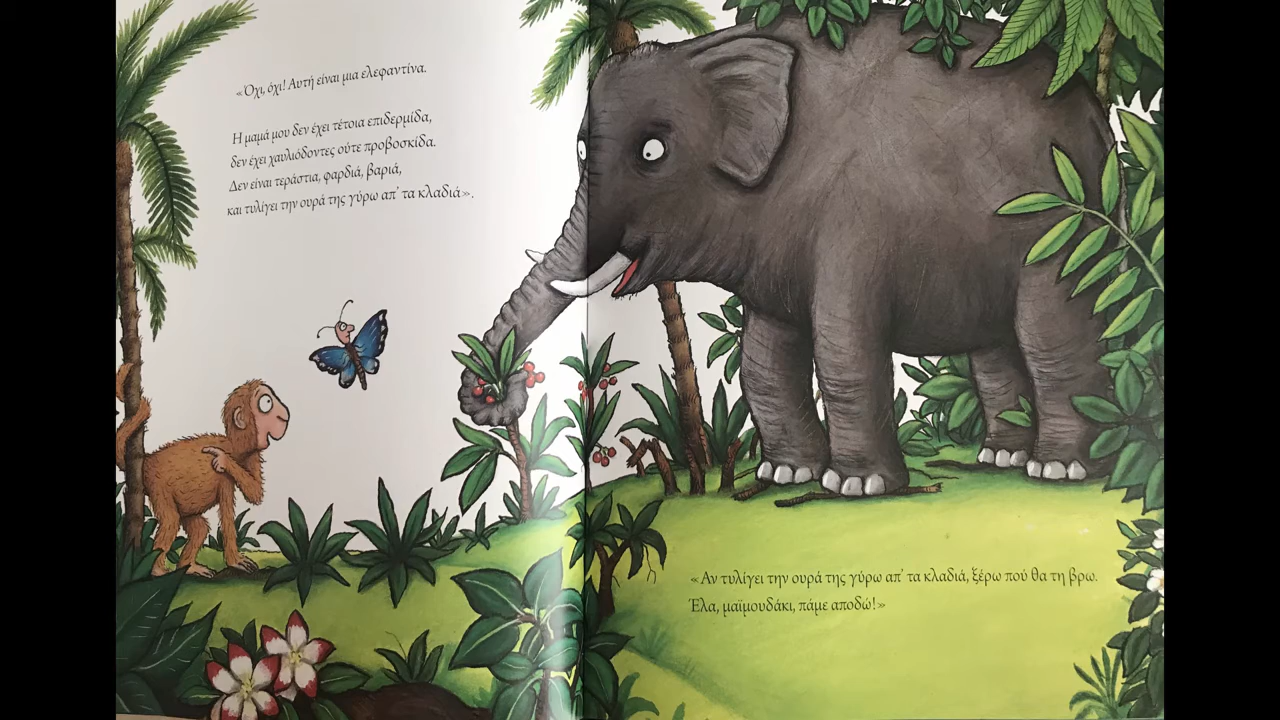 «Όχι, όχι! Αυτή είναι μια ελεφαντίνα.
Η μαμά μου δεν έχει τέτοια επιδερμίδα,
δεν έχει χαυλιόδοντες ούτε προβοσκίδα.
Δεν είναι τεράστια, φαρδιά, βαριά,
και τυλίγει την ουρά της γύρω απ’ τα κλαδιά».
«Αν τυλίγει την ουρά της γύρω απ’ τα κλαδιά, ξέρω πού θα τη βρω.
Έλα, μαϊμουδάκι, πάμε αποδώ!»